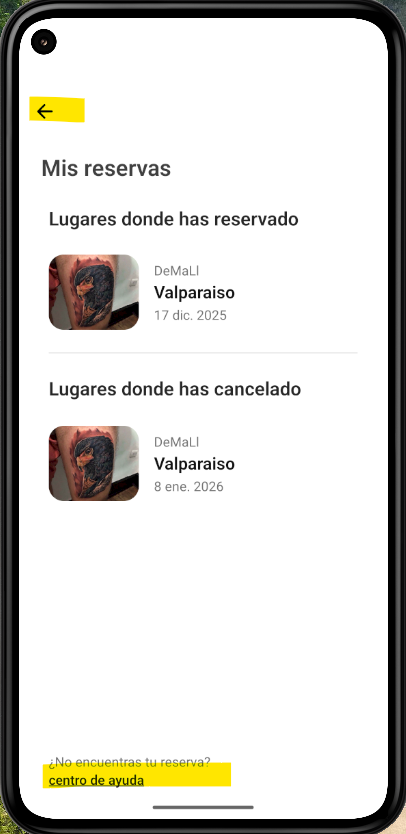 Mis reservas
Lugares donde has reservado
DeMaLl
Valparaiso
17 dic. 2025
Lugares donde has cancelado
DeMaLl
Valparaiso
8 ene. 2026
¿No encuentras tu reserva?
centro de ayuda